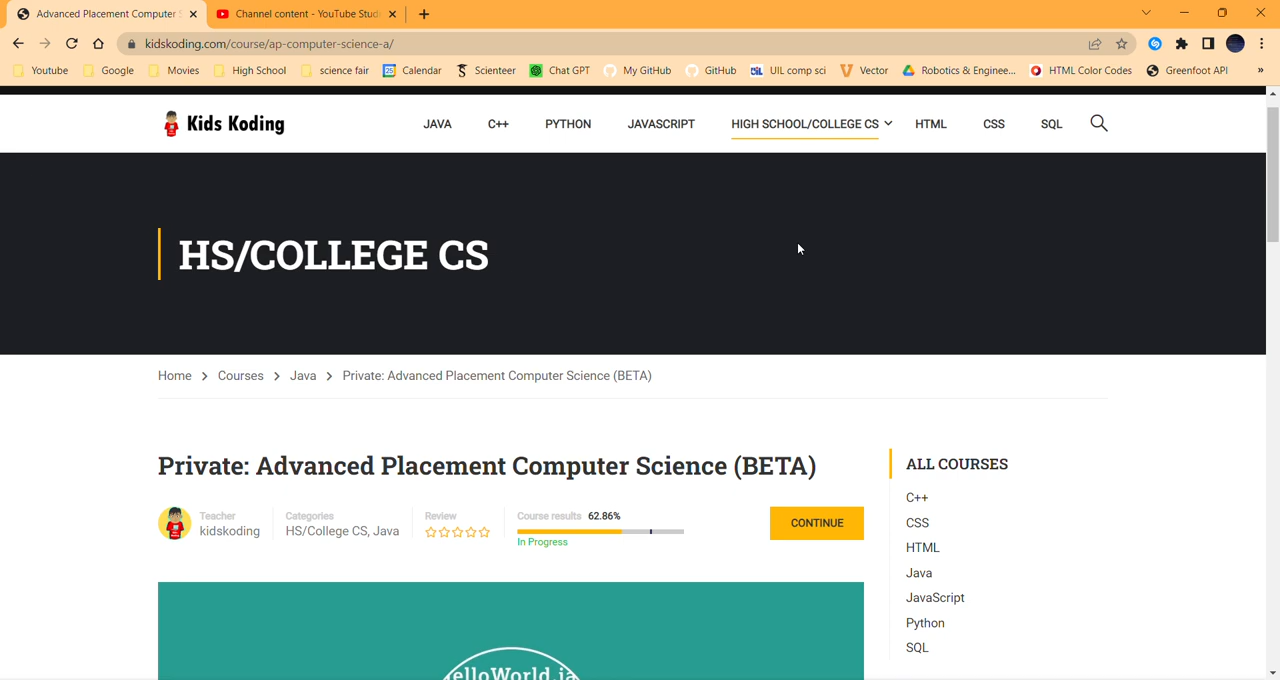 Advanced Placement Computer S
Channel content - YouTube Studi
kidskoding.com/course/ap-computer-science-a/
Youtube Google Movies High School science fair Calendar Scienteer Chat GPT My GitHub GitHub UIL comp sci Vector Robotics & Enginee... HTML Color Codes Greenfoot API »
Kids Koding
JAVA C++ PYTHON JAVASCRIPT HIGH SCHOOL/COLLEGE CS HTML CSS SQL
HS/COLLEGE CS
Home > Courses > Java > Private: Advanced Placement Computer Science (BETA)
Private: Advanced Placement Computer Science (BETA)
Teacher
kidskoding
Categories
HS/College CS, Java
Review
Course results 62.86%
In Progress
CONTINUE
elloWorld.ja
ALL COURSES
C++
CSS
HTML
Java
JavaScript
Python
SQL